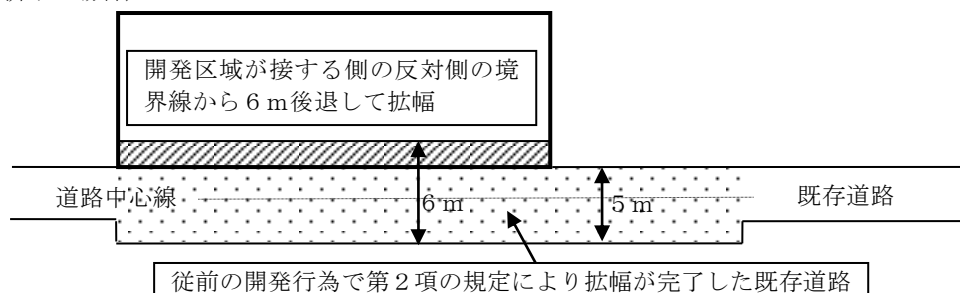 開発区域が接する側の反対側の境
界線から６ｍ後退して拡幅
道路中心線
６ｍ
５ｍ
既存道路
従前の開発行為で第２項の規定により拡幅が完了した既存道路